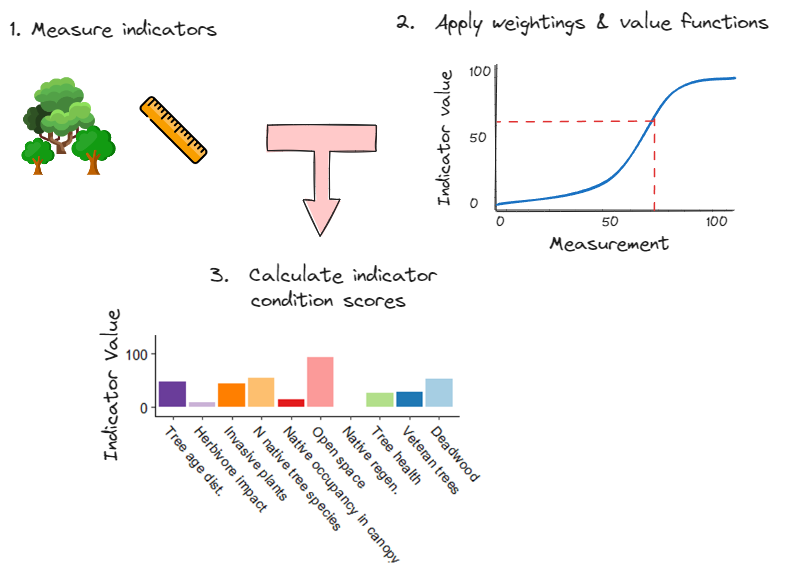 1. Measure indicators
2. Apply weightings & value functions
Indicator value
100
50
0
0
50
100
Measurement
3. Calculate indicator
condition scores
Indicator Value
100
0
Tree age dist.
Herbivore impact
Invasive plants
N native tree species
Native occupancy in canopy
Open space
Native regen.
Tree health
Veteran trees
Deadwood